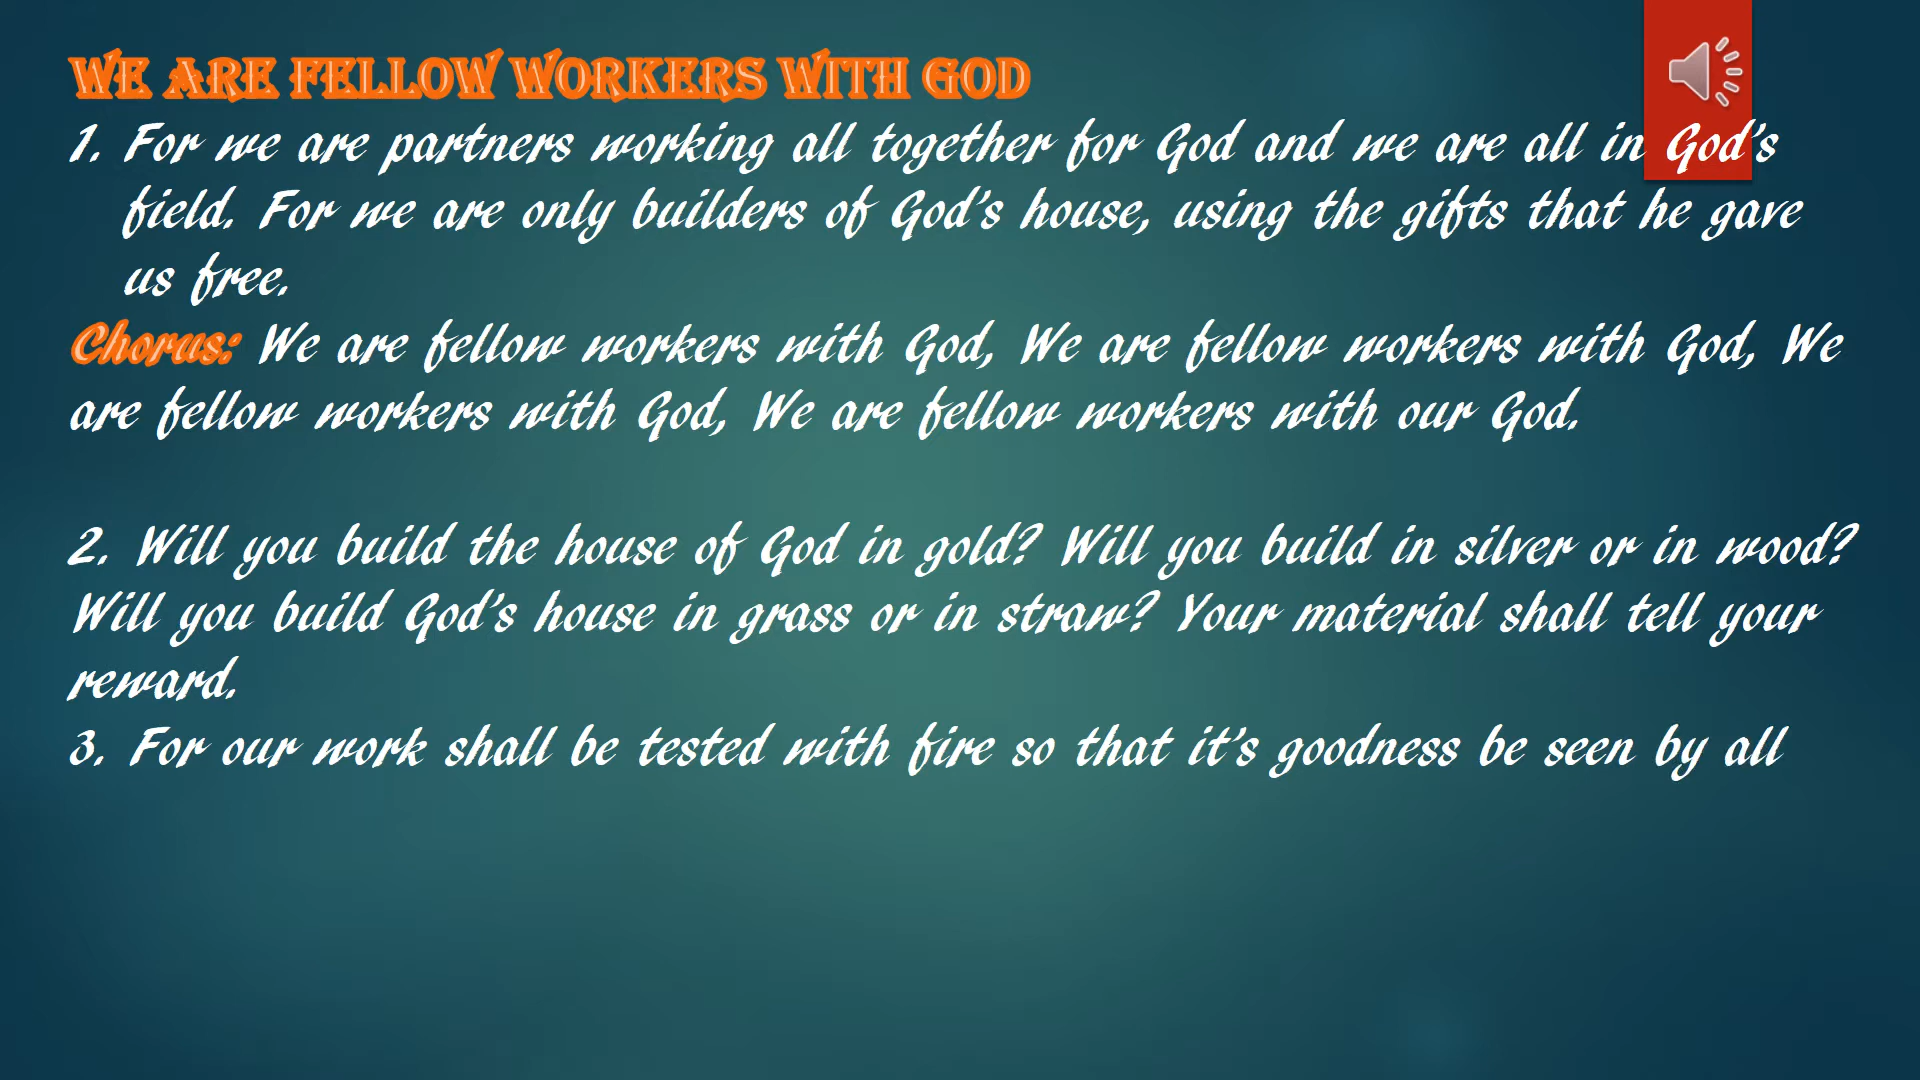 WE ARE FELLOW WORKERS WITH GOD
1. For we are partners working all together for God and we are all in God's
field. For we are only builders of God's house, using the gifts that he gave
us free.
Chorus: We are fellow workers with God, We are fellow workers with God, We
are fellow workers with God, We are fellow workers with our God.
2. Will you build the house of God in gold? Will you build in silver or in wood?
Will you build God's house in grass or in straw? Your material shall tell your
reward.
3. For our work shall be tested with fire so that it's goodness be seen by all